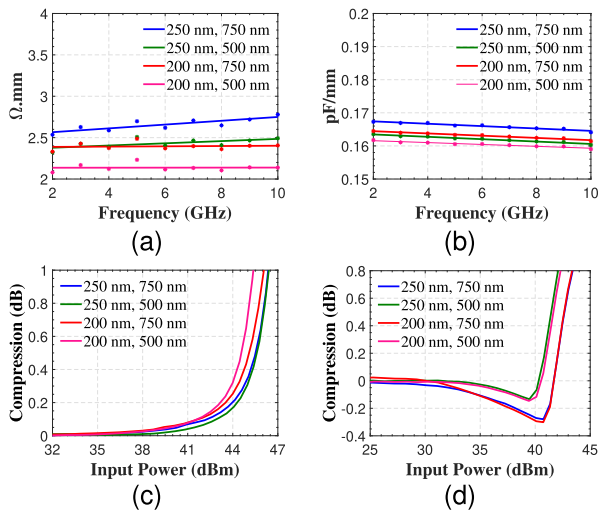 4
3.5
3
2.5
2
Ω.mm
250 nm, 750 nm
250 nm, 500 nm
200 nm, 750 nm
200 nm, 500 nm
2 4 6 8 10
Frequency (GHz)
(a)
0.2
0.19
0.18
0.17
0.16
0.15
pF/mm
250 nm, 750 nm
250 nm, 500 nm
200 nm, 750 nm
200 nm, 500 nm
2 4 6 8 10
Frequency (GHz)
(b)
1
0.8
0.6
0.4
0.2
0
Compression (dB)
250 nm, 750 nm
250 nm, 500 nm
200 nm, 750 nm
200 nm, 500 nm
32 35 38 41 44 47
Input Power (dBm)
(c)
0.8
0.6
0.4
0.2
0
-0.2
-0.4
Compression (dB)
250 nm, 750 nm
250 nm, 500 nm
200 nm, 750 nm
200 nm, 500 nm
25 30 35 40 45
Input Power (dBm)
(d)